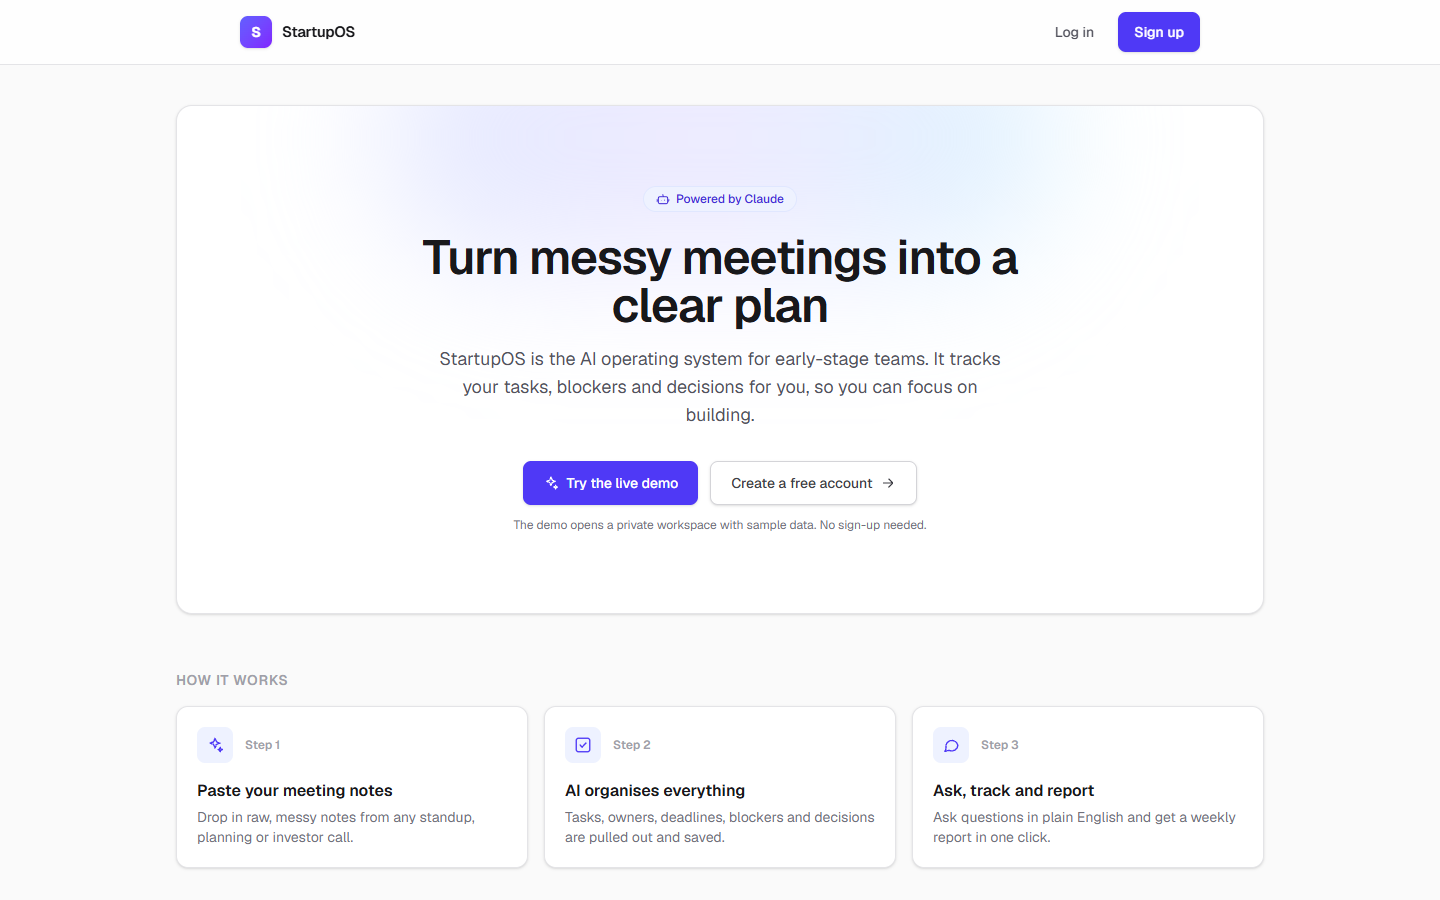 S StartupOS
Log in
Sign up
Powered by Claude
Turn messy meetings into a
clear plan
StartupOS is the AI operating system for early-stage teams. It tracks
your tasks, blockers and decisions for you, so you can focus on
building.
Try the live demo
Create a free account →
The demo opens a private workspace with sample data. No sign-up needed.
HOW IT WORKS
Step 1
Paste your meeting notes
Drop in raw, messy notes from any standup,
planning or investor call.
Step 2
AI organises everything
Tasks, owners, deadlines, blockers and decisions
are pulled out and saved.
Step 3
Ask, track and report
Ask questions in plain English and get a weekly
report in one click.